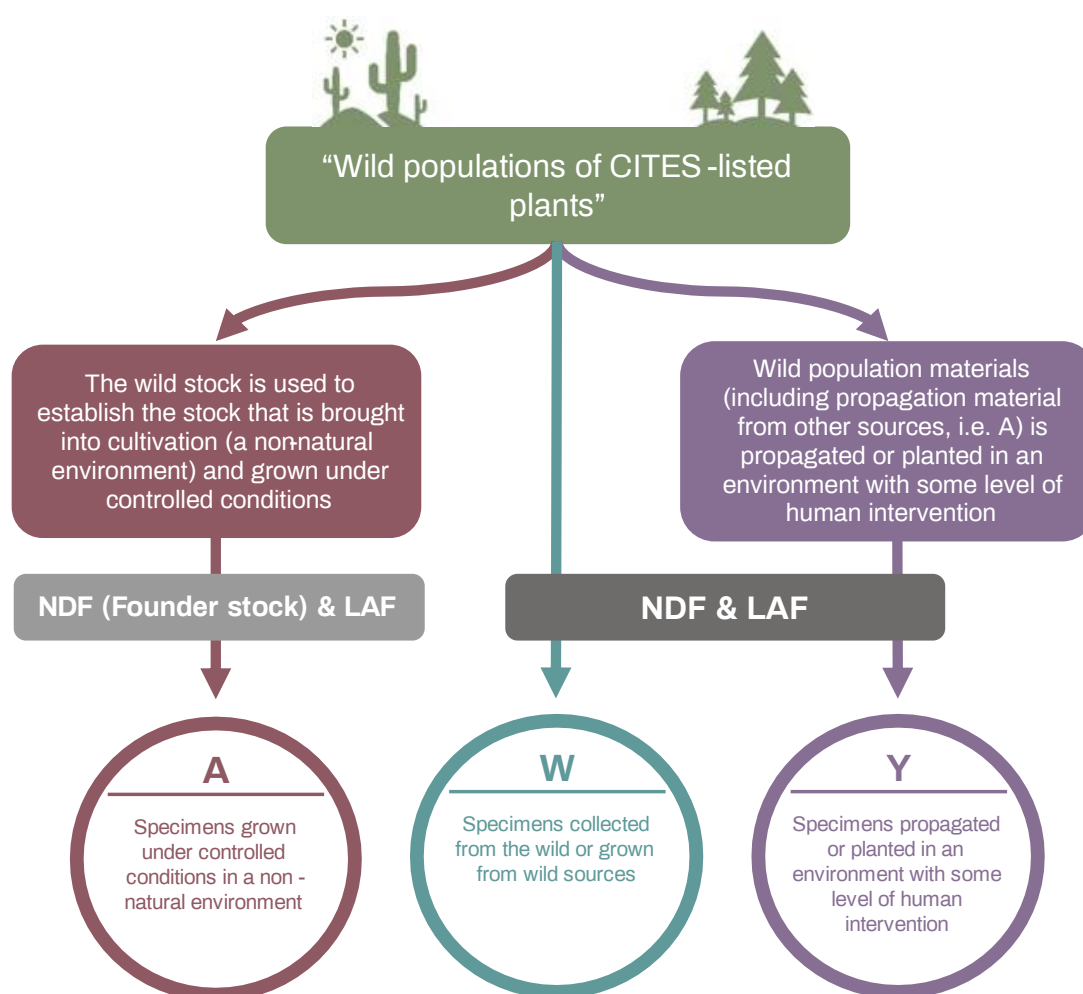 “Wild populations of CITES-listed
plants”
The wild stock is used to
establish the stock that is brought
into cultivation (a non-natural
environment) and grown under
controlled conditions
Wild population materials
(including propagation material
from other sources, i.e. A) is
propagated or planted in an
environment with some level of
human intervention
NDF (Founder stock) & LAF
NDF & LAF
A
Specimens grown
under controlled
conditions in a non -
natural environment
W
Specimens collected
from the wild or grown
from wild sources
Y
Specimens propagated
or planted in an
environment with some
level of human
intervention